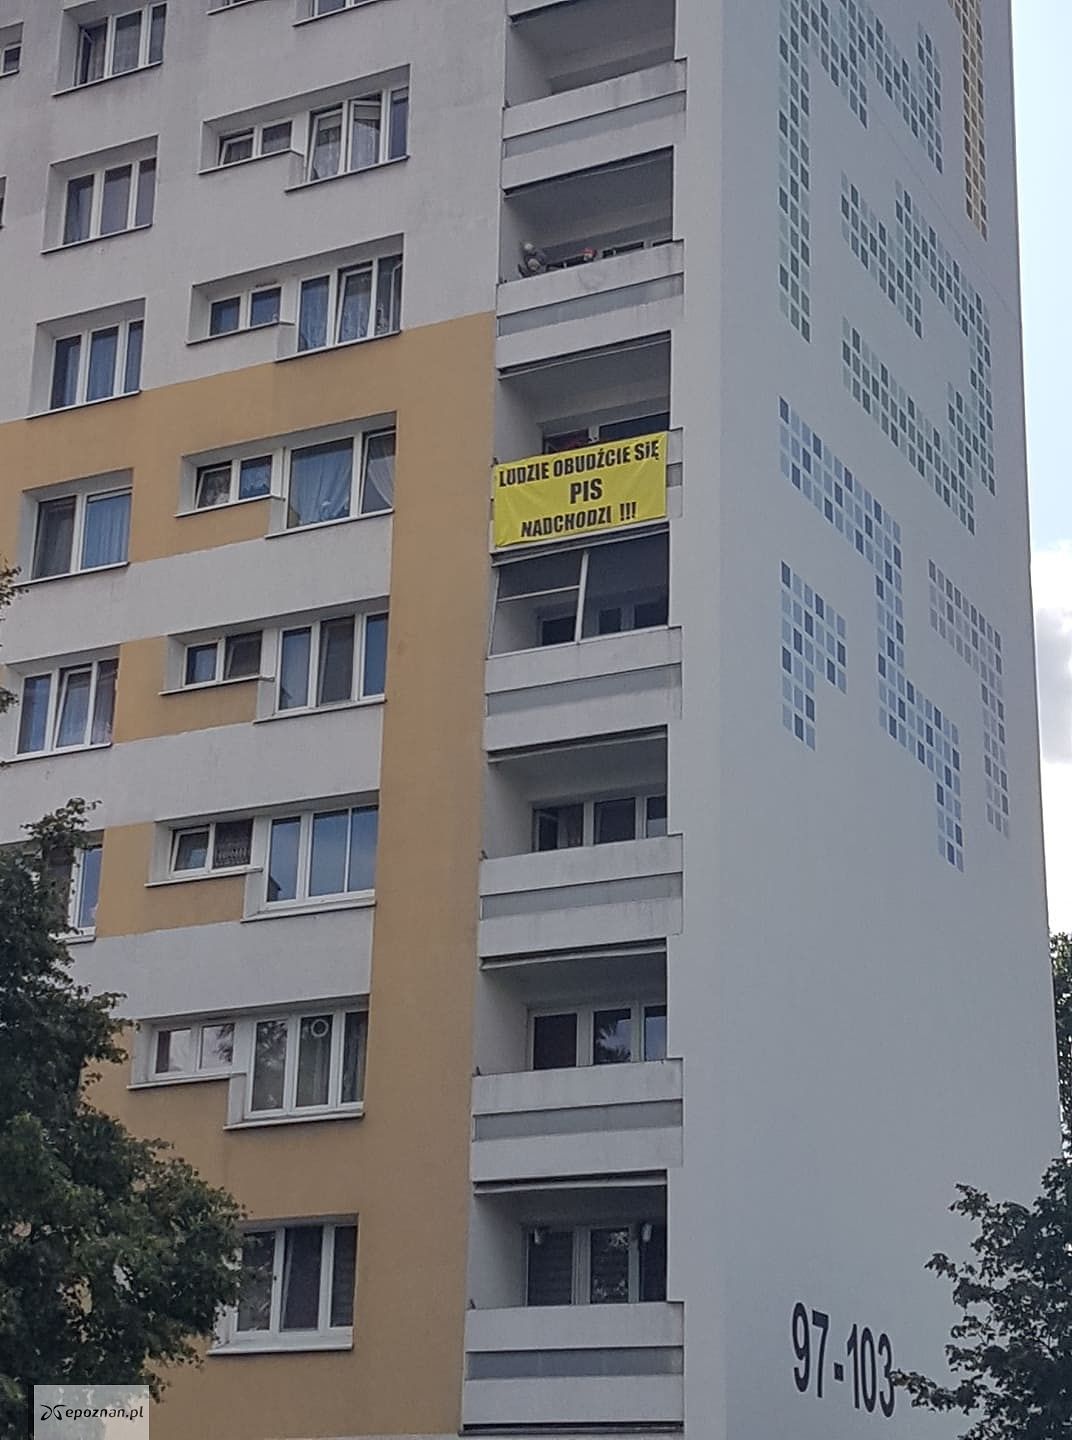 LUDZIE OBUDŹCIE SIĘ
PIS
NADCHODZI !!!
97-103
epoznan.pl